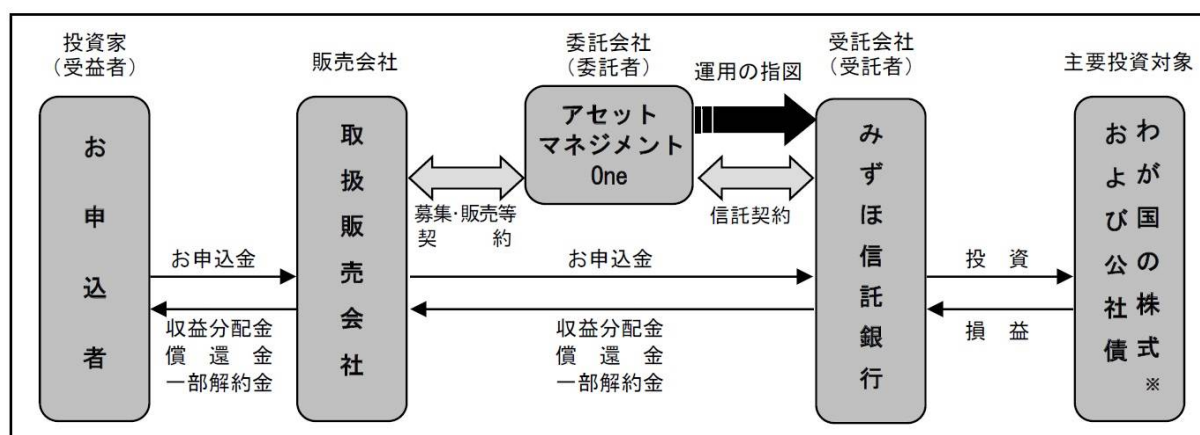 投資家
（受益者）
販売会社
委託会社
（委託者）
運用の指図
受託会社
（受託者）
主要投資対象
お申込者
取扱販売会社
アセット
マネジメント
One
みずほ信託銀行
わが国の株式※
および公社債
募集･販売等
契約
信託契約
お申込金
お申込金
投資
収益分配金
償還金
一部解約金
収益分配金
償還金
一部解約金
損益